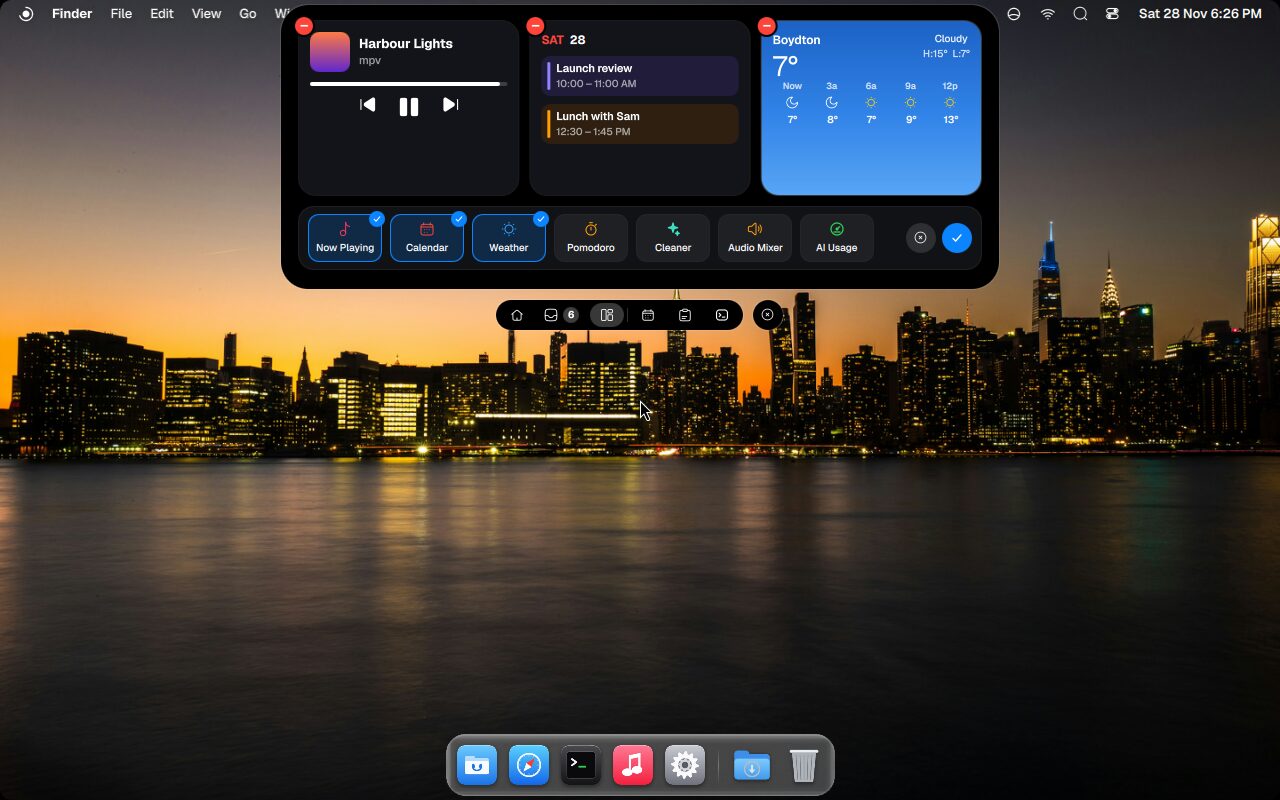 Finder File Edit View Go Wi
Sat 28 Nov 6:26 PM
Harbour Lights
mpv
SAT 28
Launch review
10:00 – 11:00 AM
Lunch with Sam
12:30 – 1:45 PM
Boydton
7°
Cloudy
H:15° L:7°
Now 3a 6a 9a 12p
7° 8° 7° 9° 13°
Now Playing
Calendar
Weather
Pomodoro
Cleaner
Audio Mixer
AI Usage
6